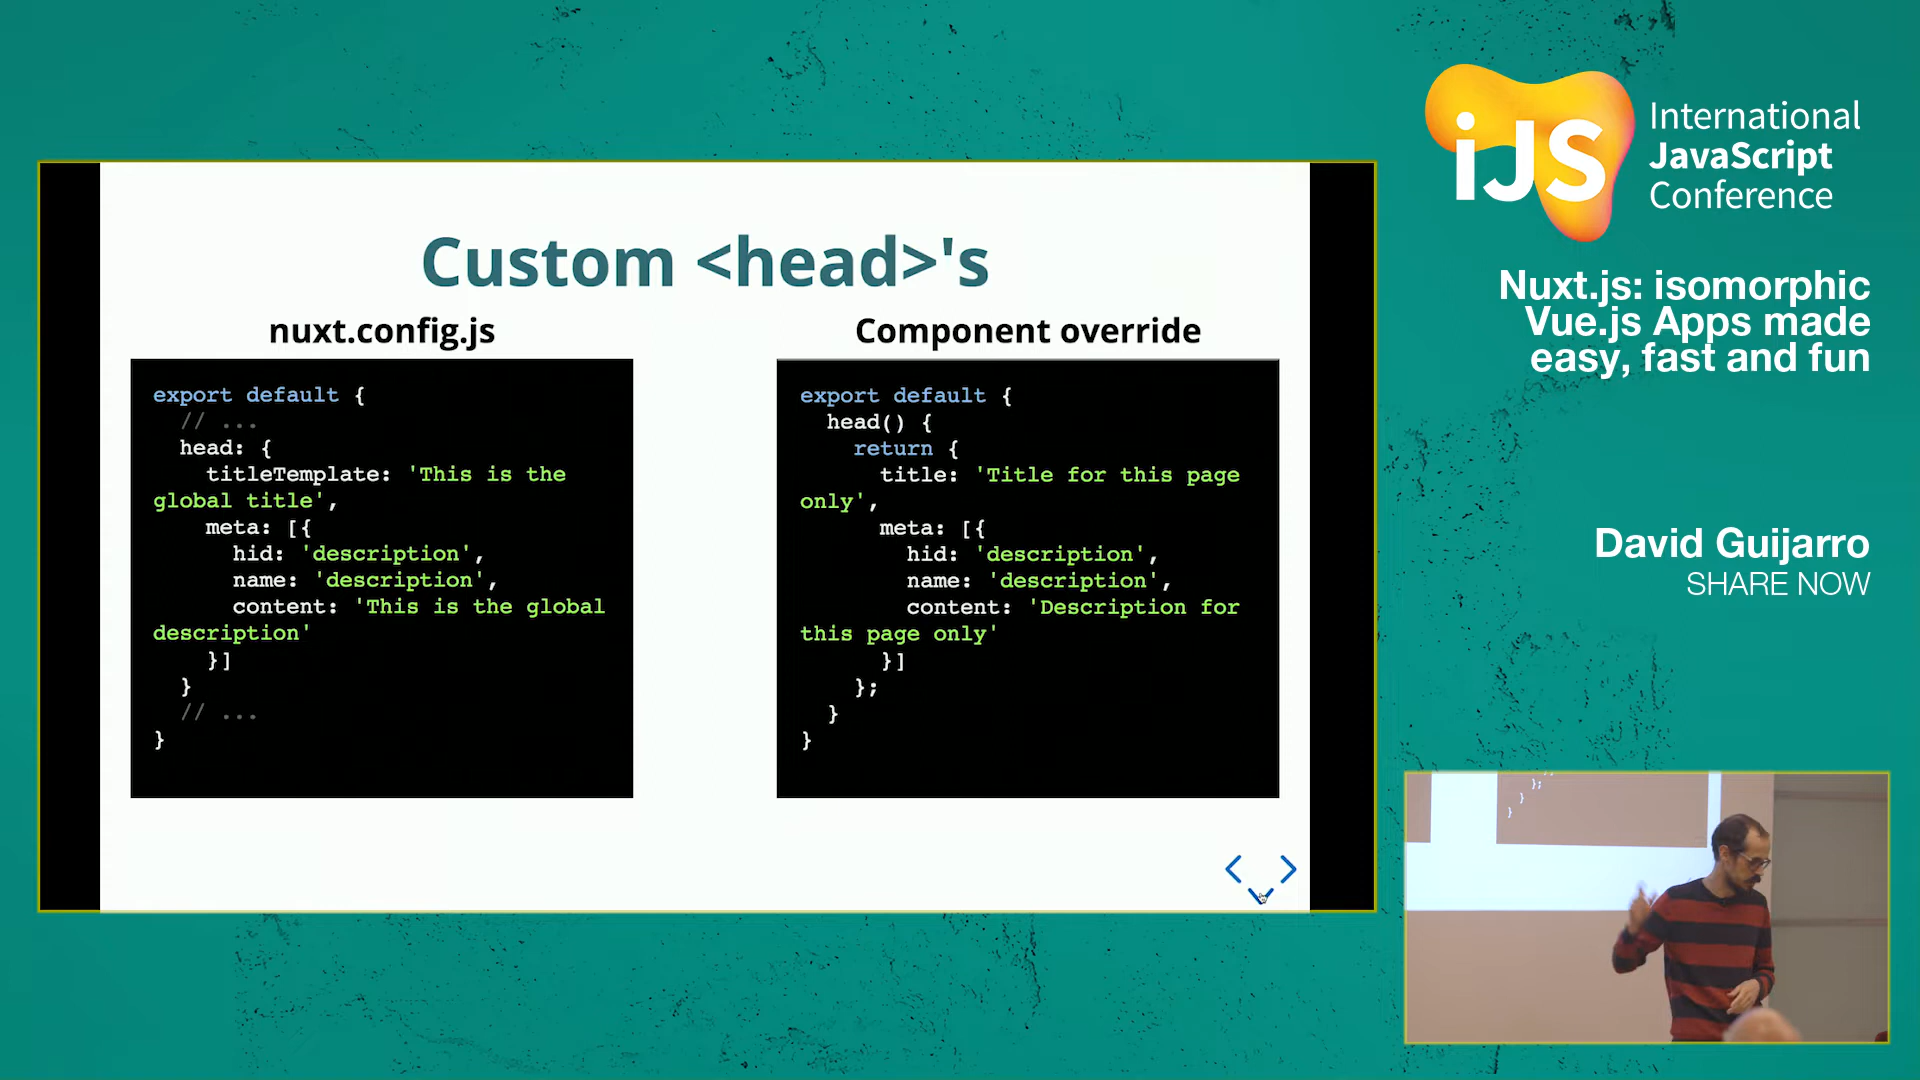 Custom <head>'s
nuxt.config.js
export default {
// ...
head: {
titleTemplate: 'This is the
global title',
meta: [{
hid: 'description',
name: 'description',
content: 'This is the global
description'
}]
}
// ...
}
Component override
export default {
head() {
return {
title: 'Title for this page
only',
meta: [{
hid: 'description',
name: 'description',
content: 'Description for
this page only'
}]
};
}
}
iJS
International
JavaScript
Conference
Nuxt.js: isomorphic
Vue.js Apps made
easy, fast and fun
David Guijarro
SHARE NOW
};
}
}